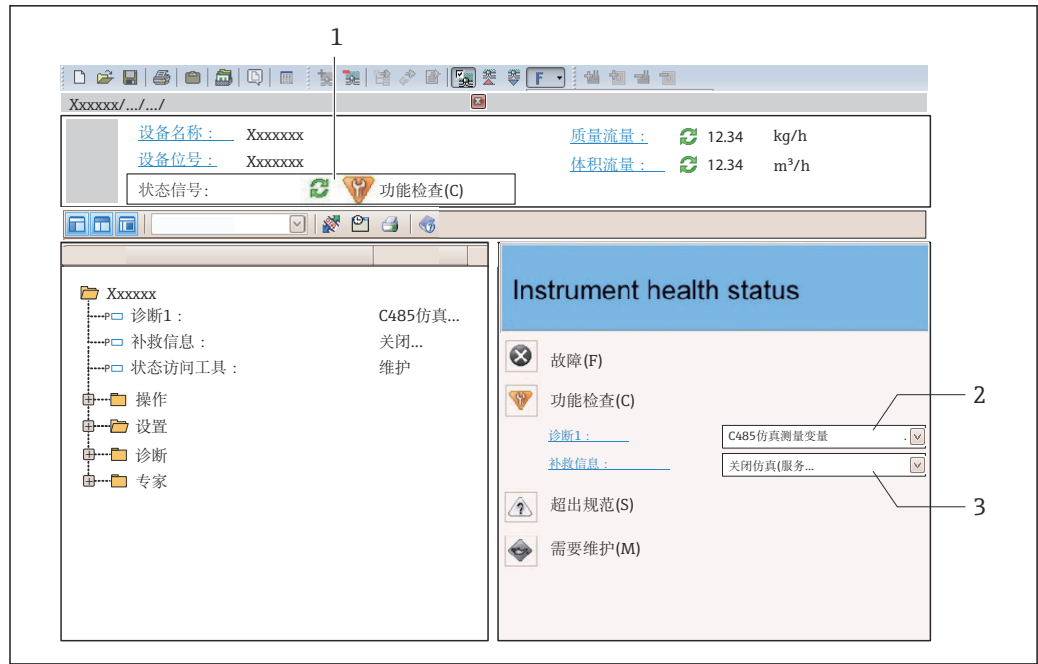 1
F
Xxxxxx/.../.../
设备名称： Xxxxxxx
质量流量： 12.34 kg/h
设备位号： Xxxxxxx
体积流量： 12.34 m³/h
状态信号: 功能检查(C)
Xxxxxx
诊断1： C485仿真...
补救信息： 关闭...
状态访问工具： 维护
操作
设置
诊断
专家
Instrument health status
故障(F)
功能检查(C)
2
诊断1： C485仿真测量变量 .
补救信息： 关闭仿真(服务...
3
超出规范(S)
需要维护(M)